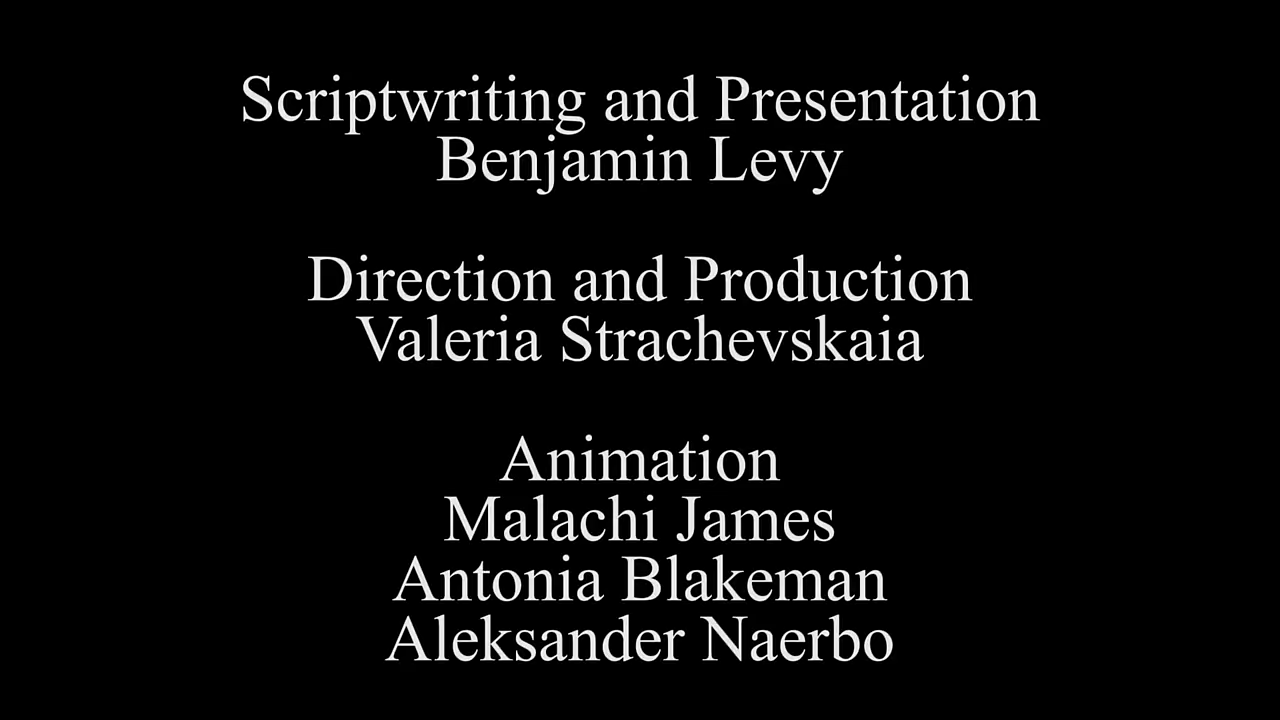 Scriptwriting and Presentation
Benjamin Levy
Direction and Production
Valeria Strachevskaia
Animation
Malachi James
Antonia Blakeman
Aleksander Naerbo